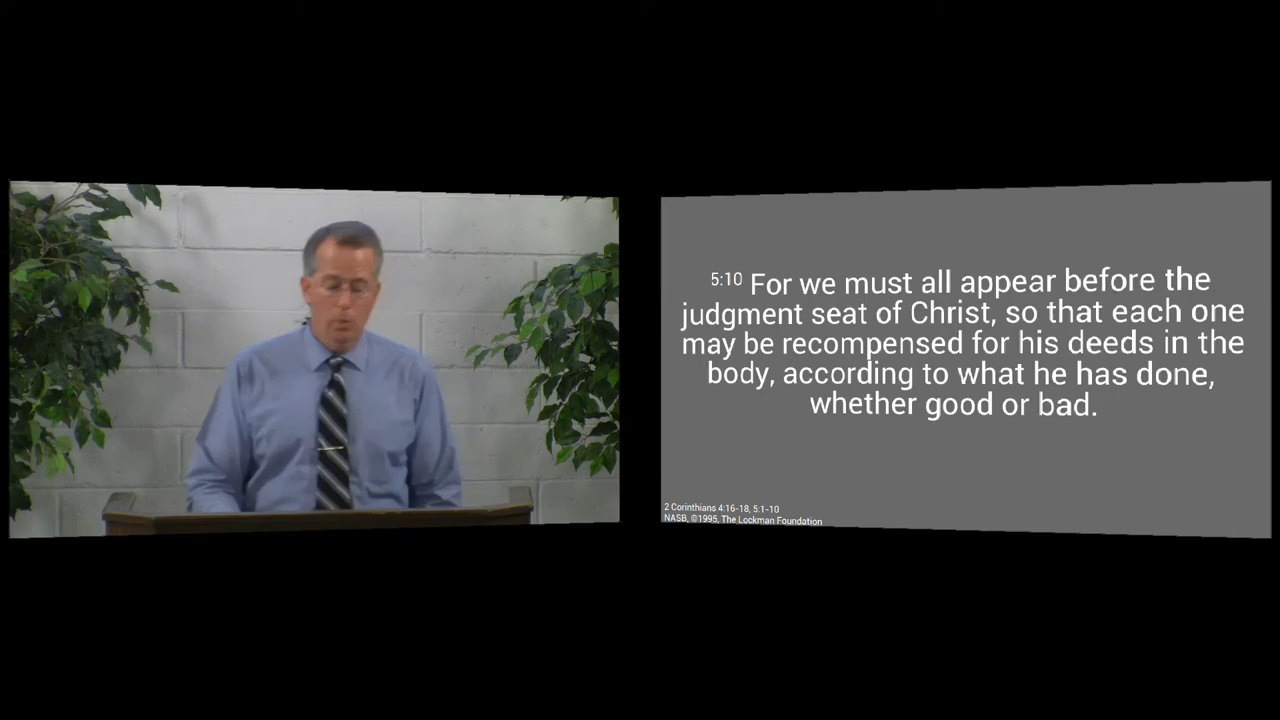 5:10 For we must all appear before the
judgment seat of Christ, so that each one
may be recompensed for his deeds in the
body, according to what he has done,
whether good or bad.
2 Corinthians 4:16-18, 5:1-10
NASB, ©1995, The Lockman Foundation